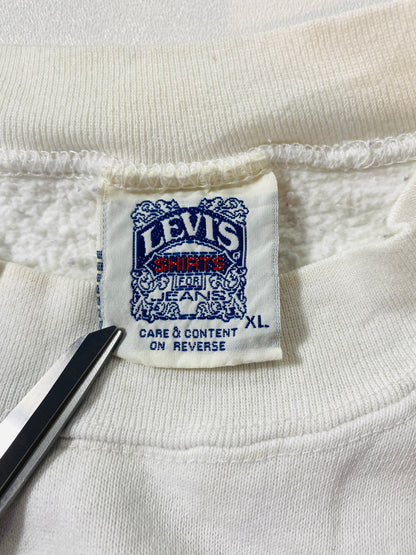 LEVI'S
SHIRTS
FOR
JEANS
XL
CARE & CONTENT
ON REVERSE